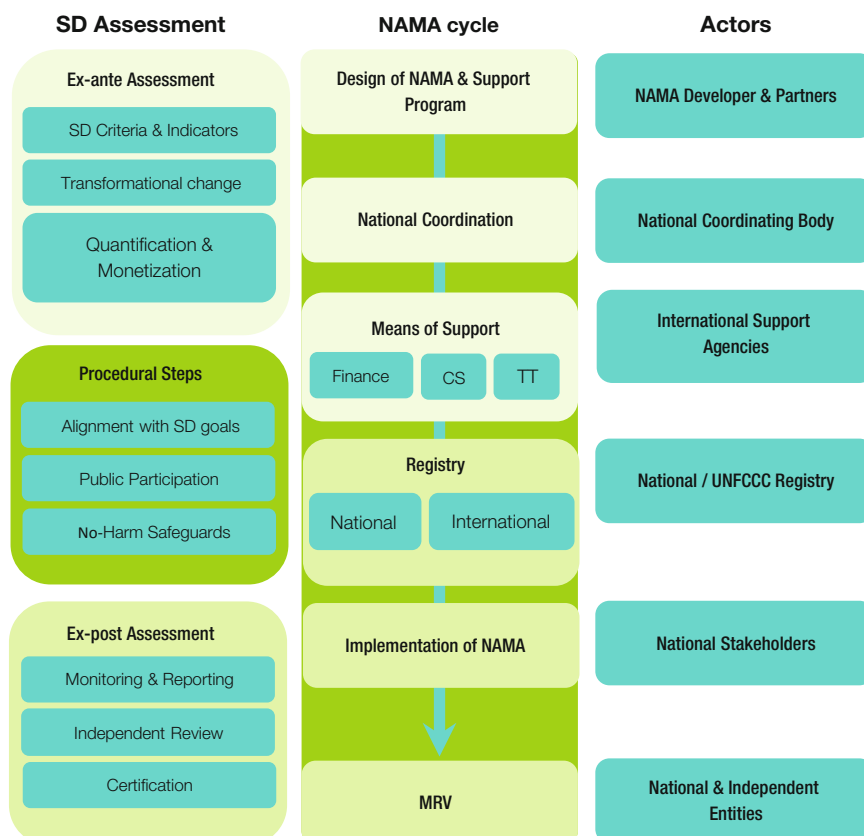 SD Assessment
Ex-ante Assessment
SD Criteria & Indicators
Transformational change
Quantification &
Monetization
Procedural Steps
Alignment with SD goals
Public Participation
No-Harm Safeguards
Ex-post Assessment
Monitoring & Reporting
Independent Review
Certification
NAMA cycle
Design of NAMA & Support
Program
National Coordination
Means of Support
Finance
CS
TT
Registry
National
International
Implementation of NAMA
MRV
Actors
NAMA Developer & Partners
National Coordinating Body
International Support
Agencies
National / UNFCCC Registry
National Stakeholders
National & Independent
Entities